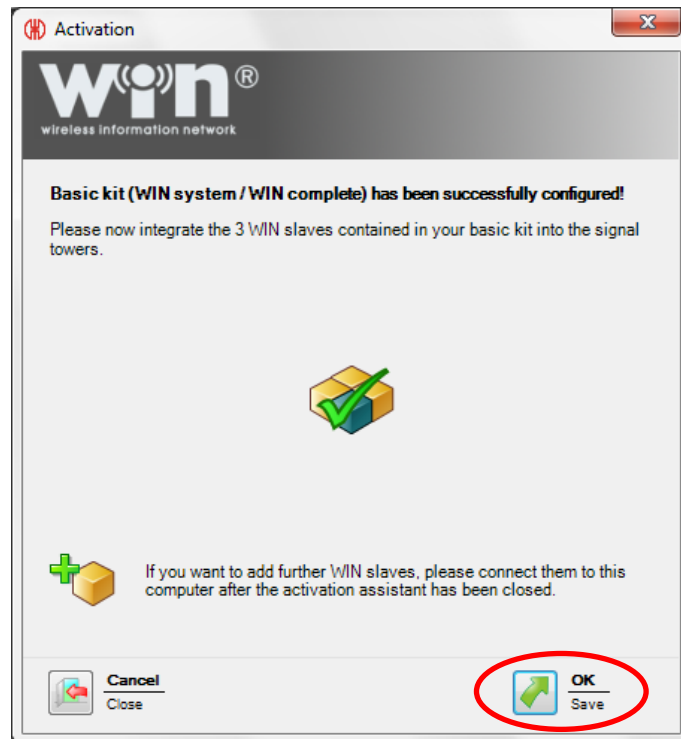 Activation
WIN®
wireless information network
Basic kit (WIN system / WIN complete) has been successfully configured!
Please now integrate the 3 WIN slaves contained in your basic kit into the signal
towers.
If you want to add further WIN slaves, please connect them to this
computer after the activation assistant has been closed.
Cancel
Close
OK
Save